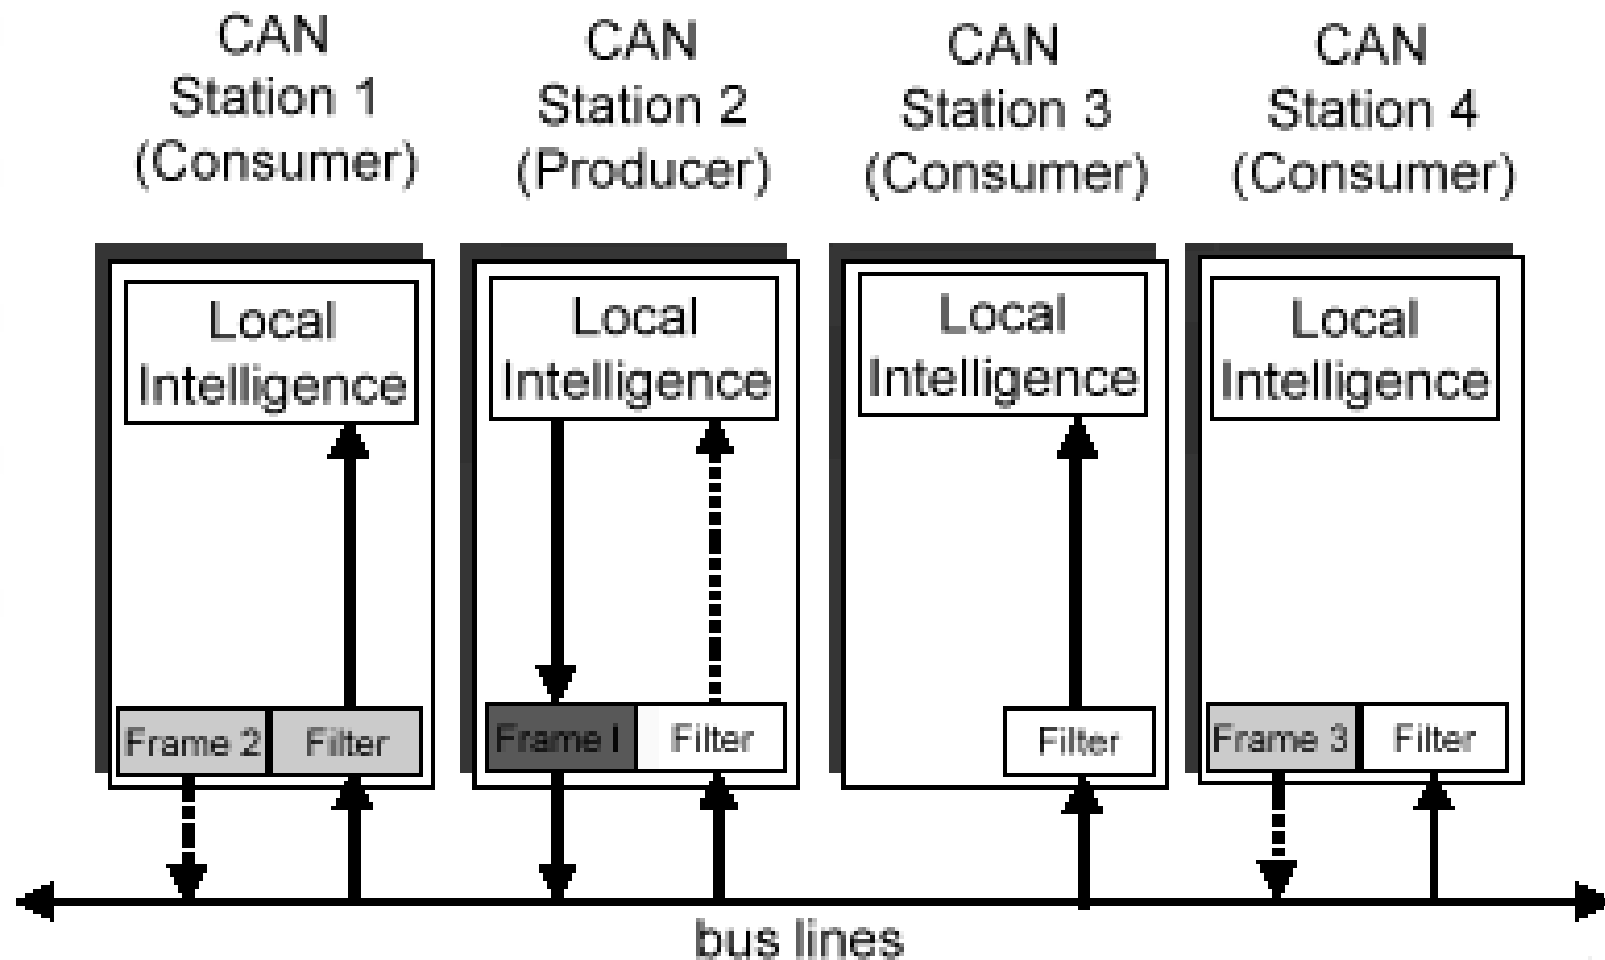 CAN
Station 1
(Consumer)
CAN
Station 2
(Producer)
CAN
Station 3
(Consumer)
CAN
Station 4
(Consumer)
Local
Intelligence
Local
Intelligence
Local
Intelligence
Local
Intelligence
Frame 2
Filter
Frame 1
Filter
Filter
Frame 3
Filter
bus lines